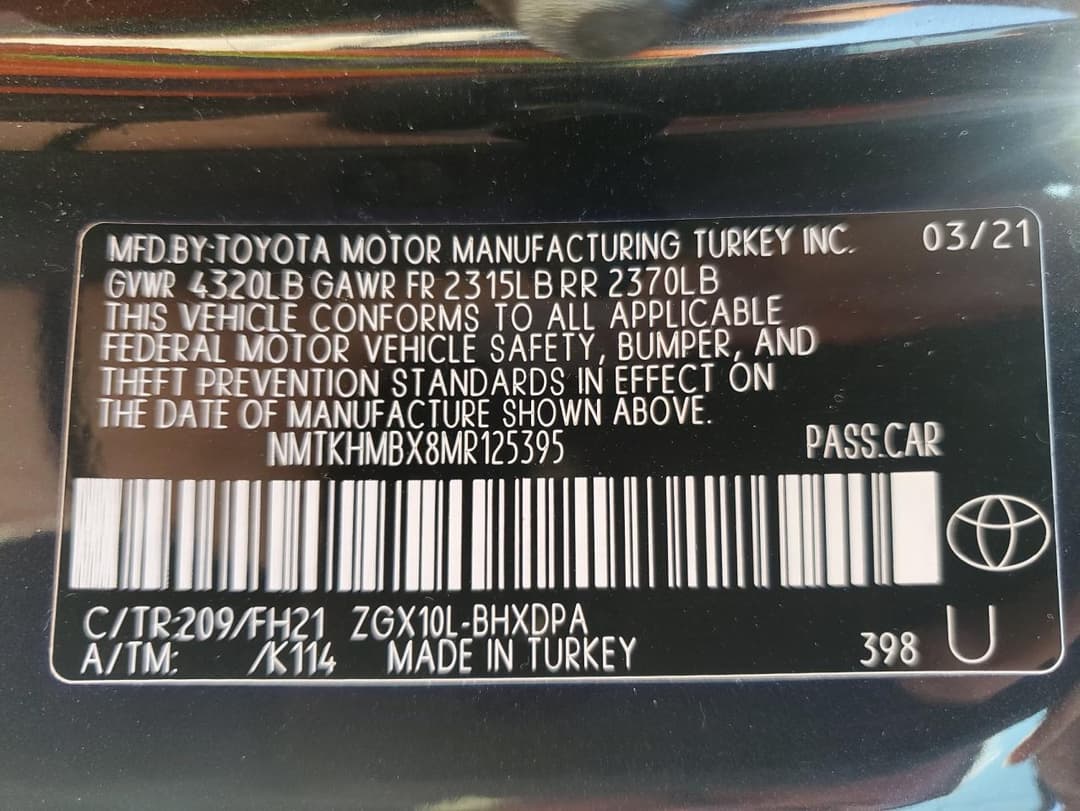 MFD.BY:TOYOTA MOTOR MANUFACTURING TURKEY INC. 03/21
GVWR 4320LB GAWR FR 2315LB RR 2370LB
THIS VEHICLE CONFORMS TO ALL APPLICABLE
FEDERAL MOTOR VEHICLE SAFETY, BUMPER, AND
THEFT PREVENTION STANDARDS IN EFFECT ON
THE DATE OF MANUFACTURE SHOWN ABOVE.
NMTKHMBX8MR125395 PASS.CAR
C/TR:209/FH21 ZGX10L-BHXDPA
A/TM: /K114 MADE IN TURKEY 398 U